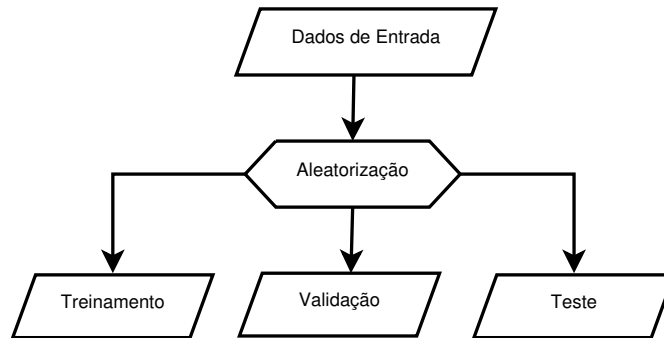 Dados de Entrada
Aleatorização
Treinamento
Validação
Teste